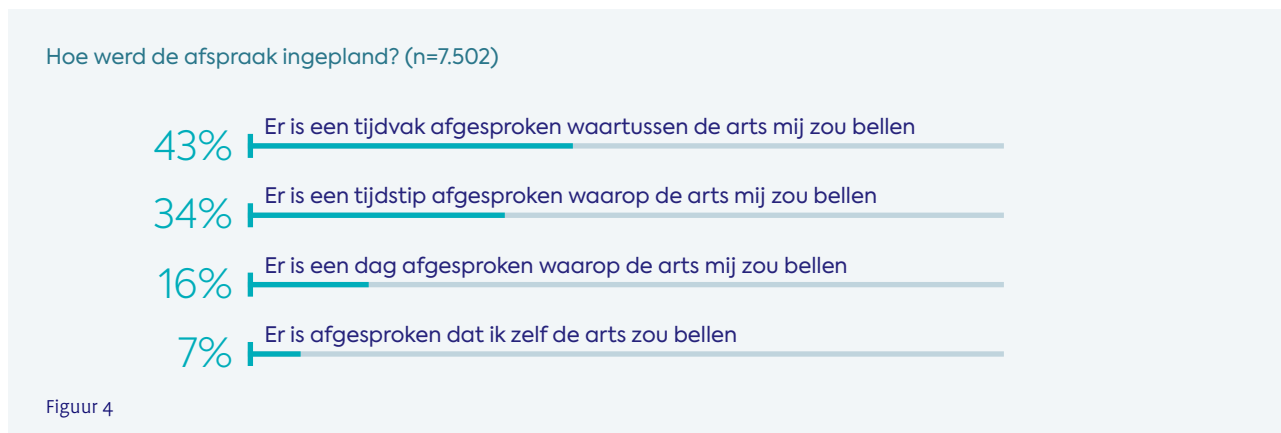 Hoe werd de afspraak ingepland? (n=7.502)
43% Er is een tijdvak afgesproken waartussen de arts mij zou bellen
34% Er is een tijdstip afgesproken waarop de arts mij zou bellen
16% Er is een dag afgesproken waarop de arts mij zou bellen
7% Er is afgesproken dat ik zelf de arts zou bellen
Figuur 4